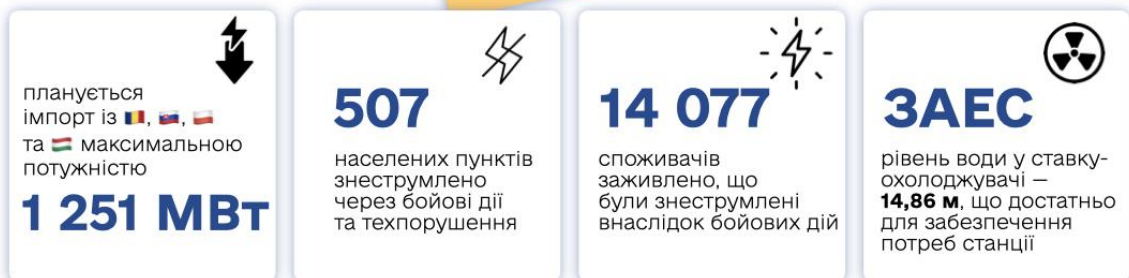 планується
імпорт із 🇷🇴, 🇸🇰, 🇵🇱
та 🇭🇺 максимальною
потужністю
1 251 МВт
507
населених пунктів
знеструмлено
через бойові дії
та техпорушення
14 077
споживачів
заживлено, що
були знеструмлені
внаслідок бойових дій
ЗАЕС
рівень води у ставку-
охолоджувачі —
14,86 м, що достатньо
для забезпечення
потреб станції